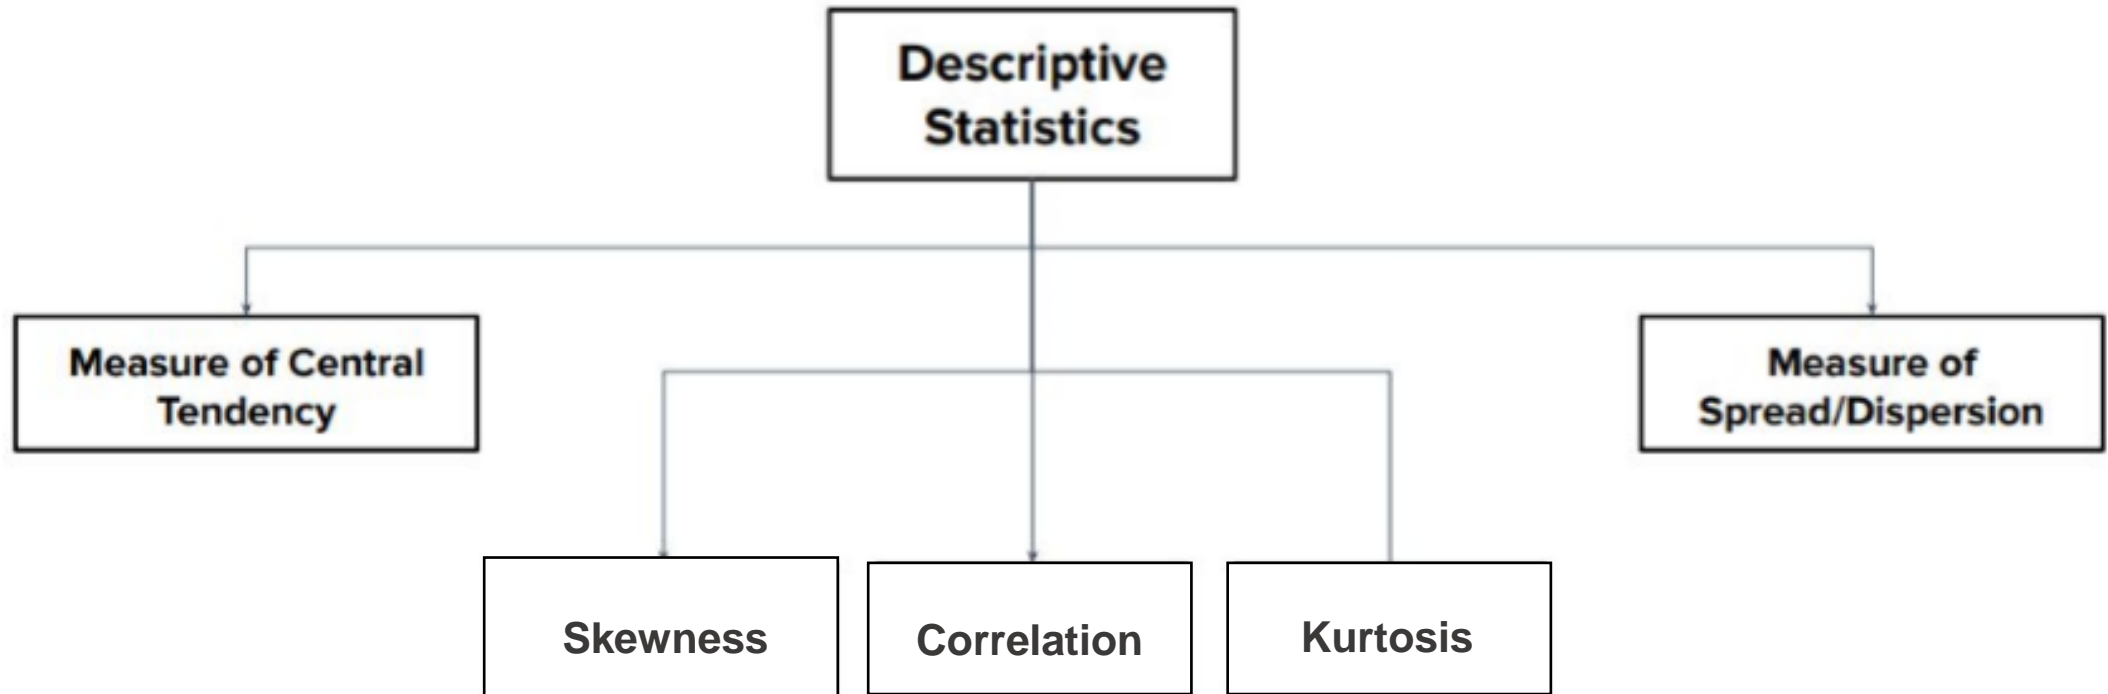 Descriptive
Statistics
Measure of Central
Tendency
Measure of
Spread/Dispersion
Skewness
Correlation
Kurtosis